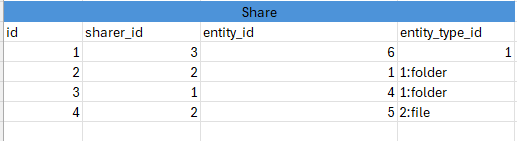 Share
id sharer_id entity_id entity_type_id
1 3 6 1
2 2 1 1:folder
3 1 4 1:folder
4 2 5 2:file